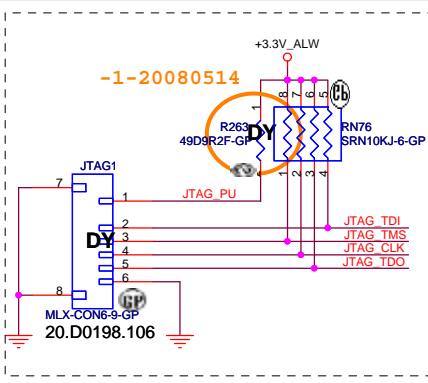 +3.3V_ALW
-1-20080514
1 8 7 6 5
R263
DY
RN76
49D9R2F-GP
SRN10KJ-6-GP
1 2 3 4
JTAG1
7
1
JTAG_PU
2
JTAG_TDI
DY
3
JTAG_TMS
4
JTAG_CLK
5
JTAG_TDO
6
8
GP
MLX-CON6-9-GP
20.D0198.106